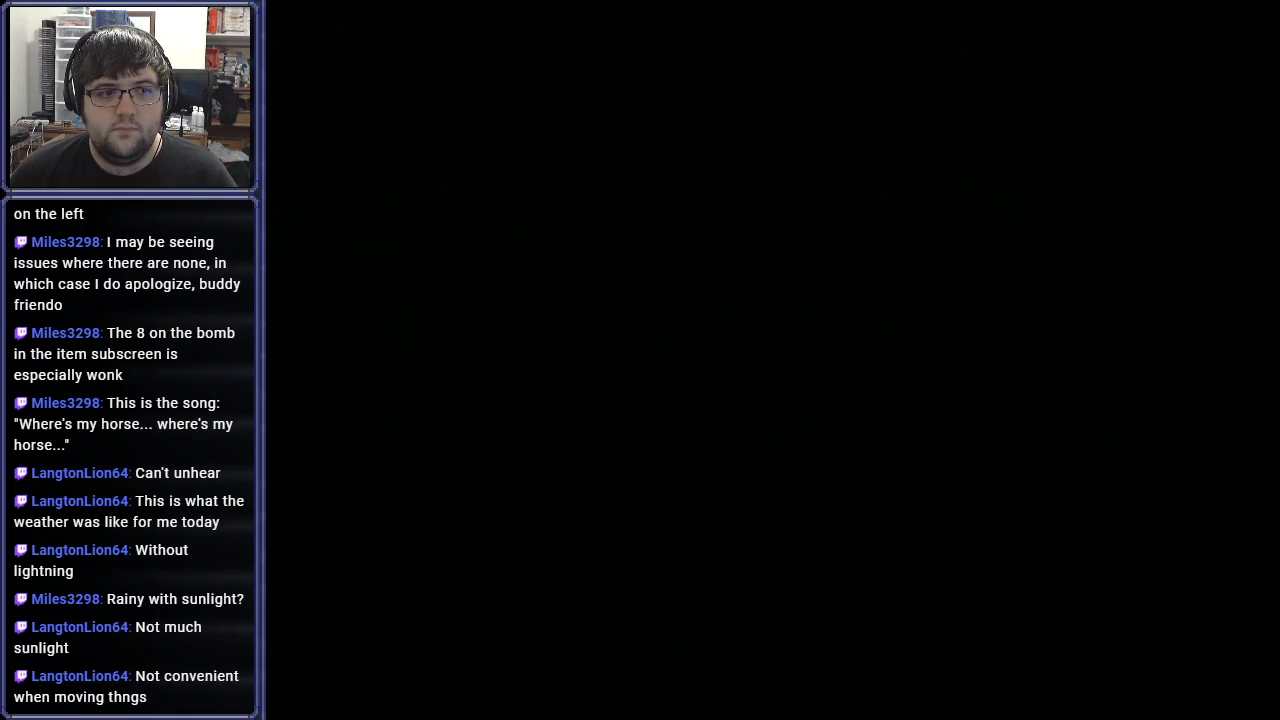 on the left
Miles3298: I may be seeing
issues where there are none, in
which case I do apologize, buddy
friendo
Miles3298: The 8 on the bomb
in the item subscreen is
especially wonk
Miles3298: This is the song:
"Where's my horse... where's my
horse..."
LangtonLion64: Can't unhear
LangtonLion64: This is what the
weather was like for me today
LangtonLion64: Without
lightning
Miles3298: Rainy with sunlight?
LangtonLion64: Not much
sunlight
LangtonLion64: Not convenient
when moving thngs